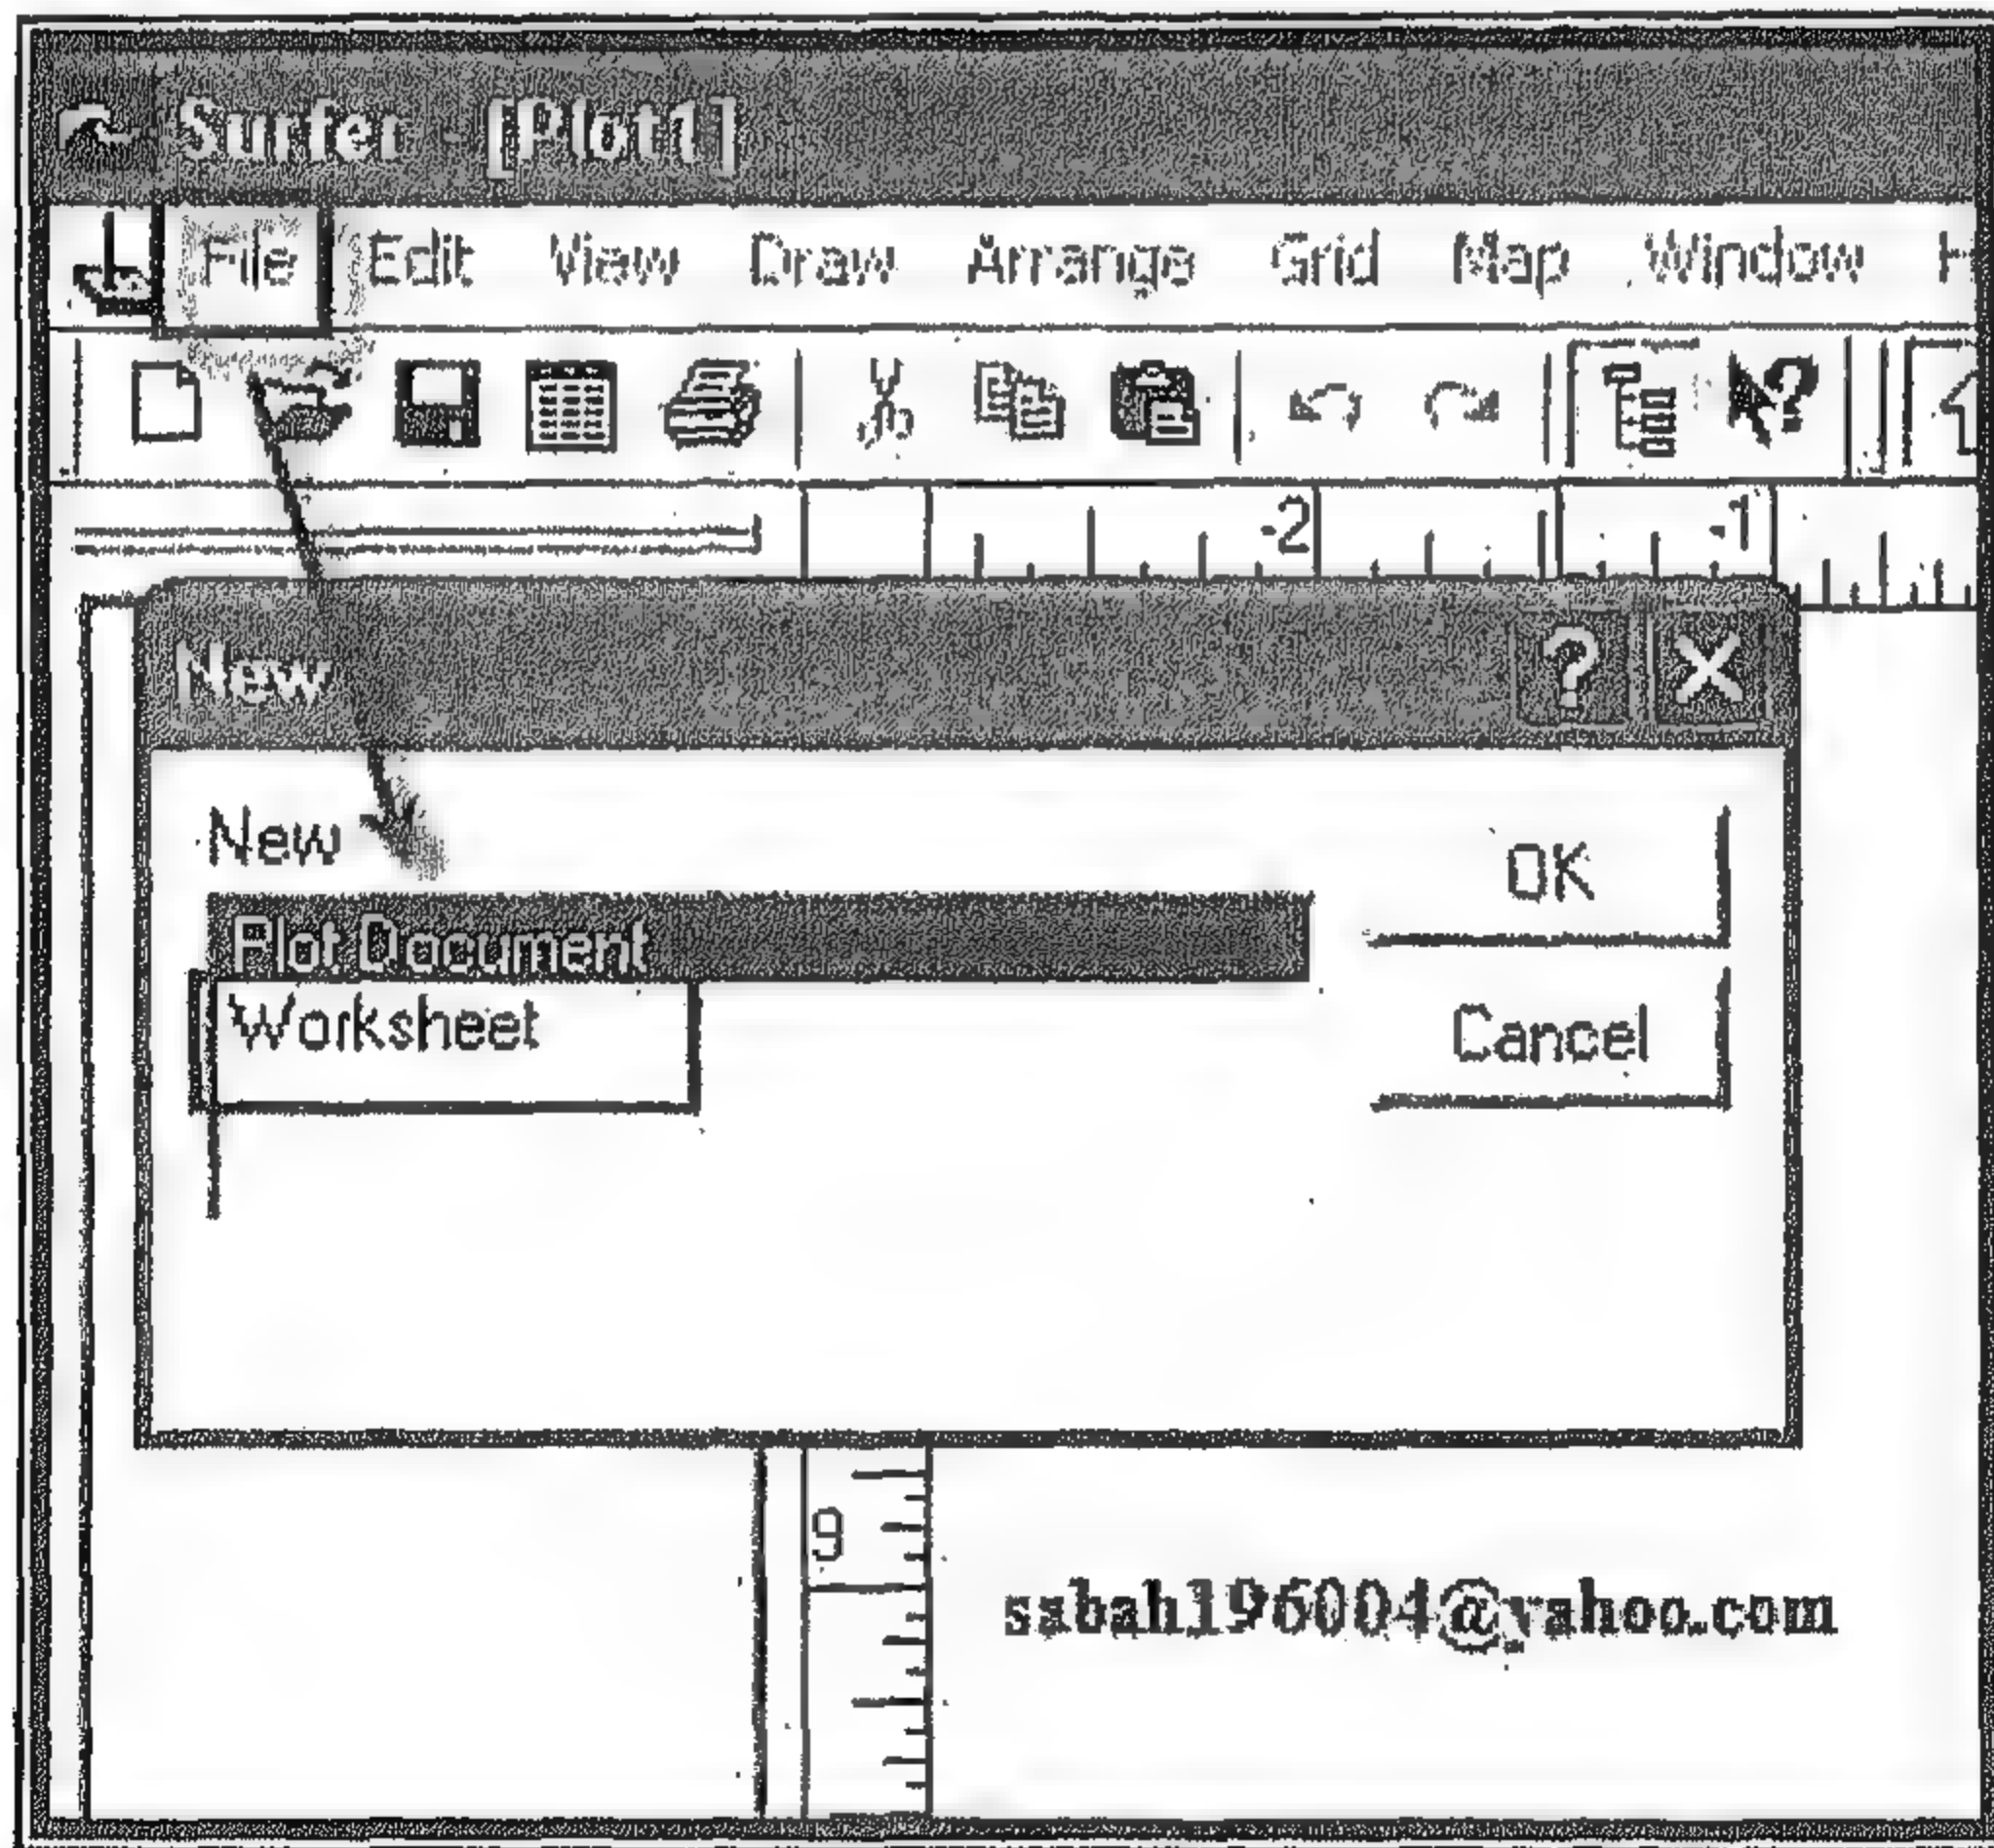 Surfer - [Plot1]
File Edit View Draw Arrange Grid Map Window H
-2 -1
New
New
OK
Plot Document
Worksheet
Cancel
9
sabah196004@yahoo.com